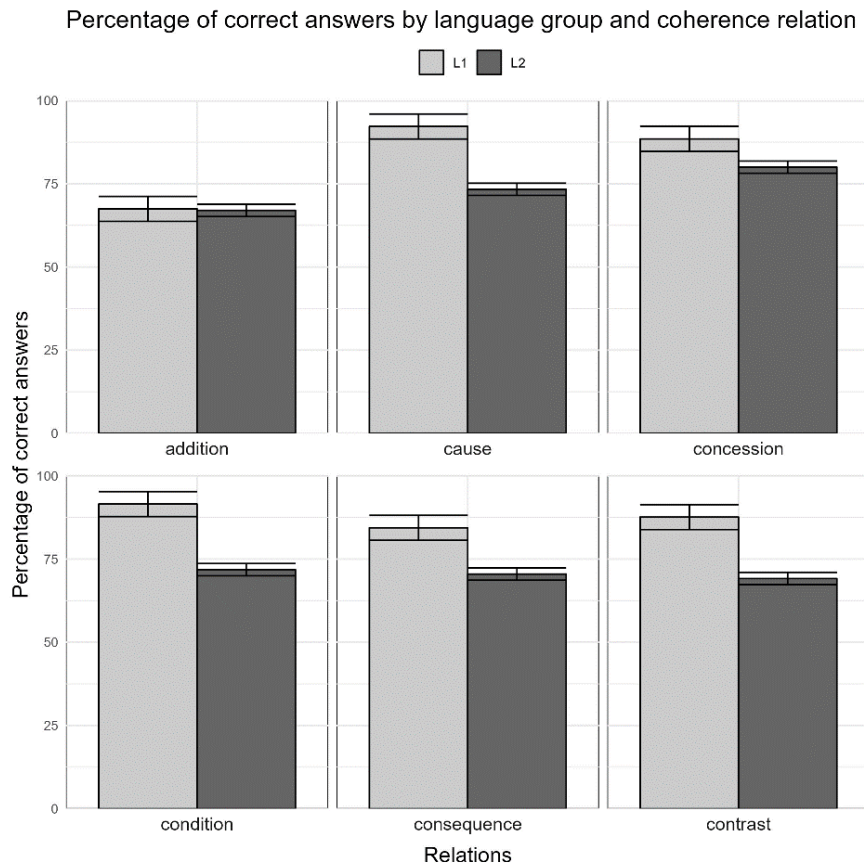 Percentage of correct answers by language group and coherence relation
L1 L2
Percentage of correct answers
100
75
50
25
0
addition cause concession
100
75
50
25
0
condition consequence contrast
Relations